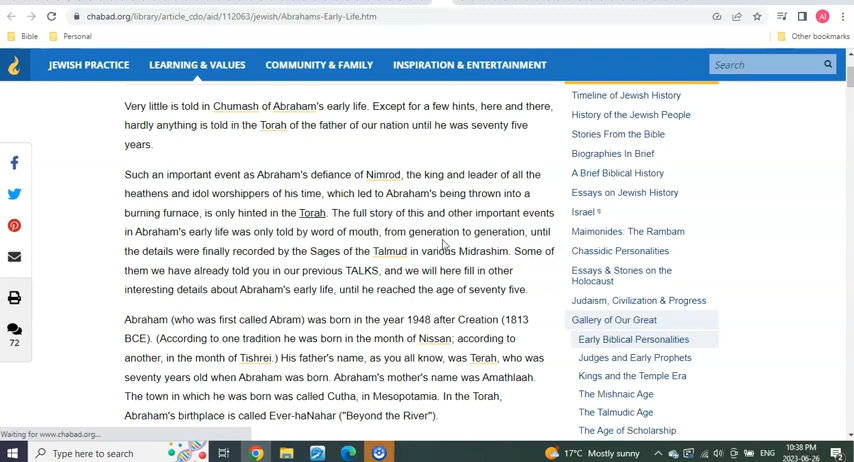 chabad.org/library/article_cdo/aid/112063/jewish/Abrahams-Early-Life.htm
AI
Bible
Personal
Other bookmarks
JEWISH PRACTICE
LEARNING & VALUES
COMMUNITY & FAMILY
INSPIRATION & ENTERTAINMENT
Search
Very little is told in Chumash of Abraham's early life. Except for a few hints, here and there,
hardly anything is told in the Torah of the father of our nation until he was seventy five
years.
Such an important event as Abraham's defiance of Nimrod, the king and leader of all the
heathens and idol worshippers of his time, which led to Abraham's being thrown into a
burning furnace, is only hinted in the Torah. The full story of this and other important events
in Abraham's early life was only told by word of mouth, from generation to generation, until
the details were finally recorded by the Sages of the Talmud in various Midrashim. Some of
them we have already told you in our previous TALKS, and we will here fill in other
interesting details about Abraham's early life, until he reached the age of seventy five.
Abraham (who was first called Abram) was born in the year 1948 after Creation (1813
BCE). (According to one tradition he was born in the month of Nissan; according to
another, in the month of Tishrei.) His father's name, as you all know, was Terah, who was
seventy years old when Abraham was born. Abraham's mother's name was Amathlaah.
The town in which he was born was called Cutha, in Mesopotamia. In the Torah,
Abraham's birthplace is called Ever-haNahar ("Beyond the River").
72
Timeline of Jewish History
History of the Jewish People
Stories From the Bible
Biographies In Brief
A Brief Biblical History
Essays on Jewish History
Israel
Maimonides: The Rambam
Chassidic Personalities
Essays & Stories on the
Holocaust
Judaism, Civilization & Progress
Gallery of Our Great
Early Biblical Personalities
Judges and Early Prophets
Kings and the Temple Era
The Mishnaic Age
The Talmudic Age
The Age of Scholarship
Waiting for www.chabad.org...
Type here to search
17°C Mostly sunny
ENG
10:38 PM
2023-06-26
2